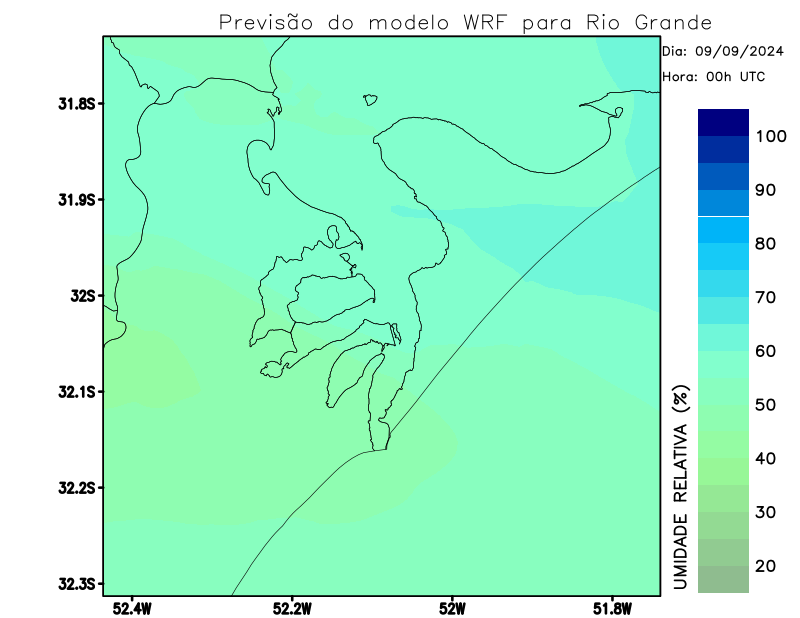 Previsão do modelo WRF para Rio Grande
Dia: 09/09/2024
Hora: 00h UTC
31.8S
31.9S
32S
32.1S
32.2S
32.3S
52.4W
52.2W
52W
51.8W
100
90
80
70
60
50
40
30
20
UMIDADE RELATIVA (%)